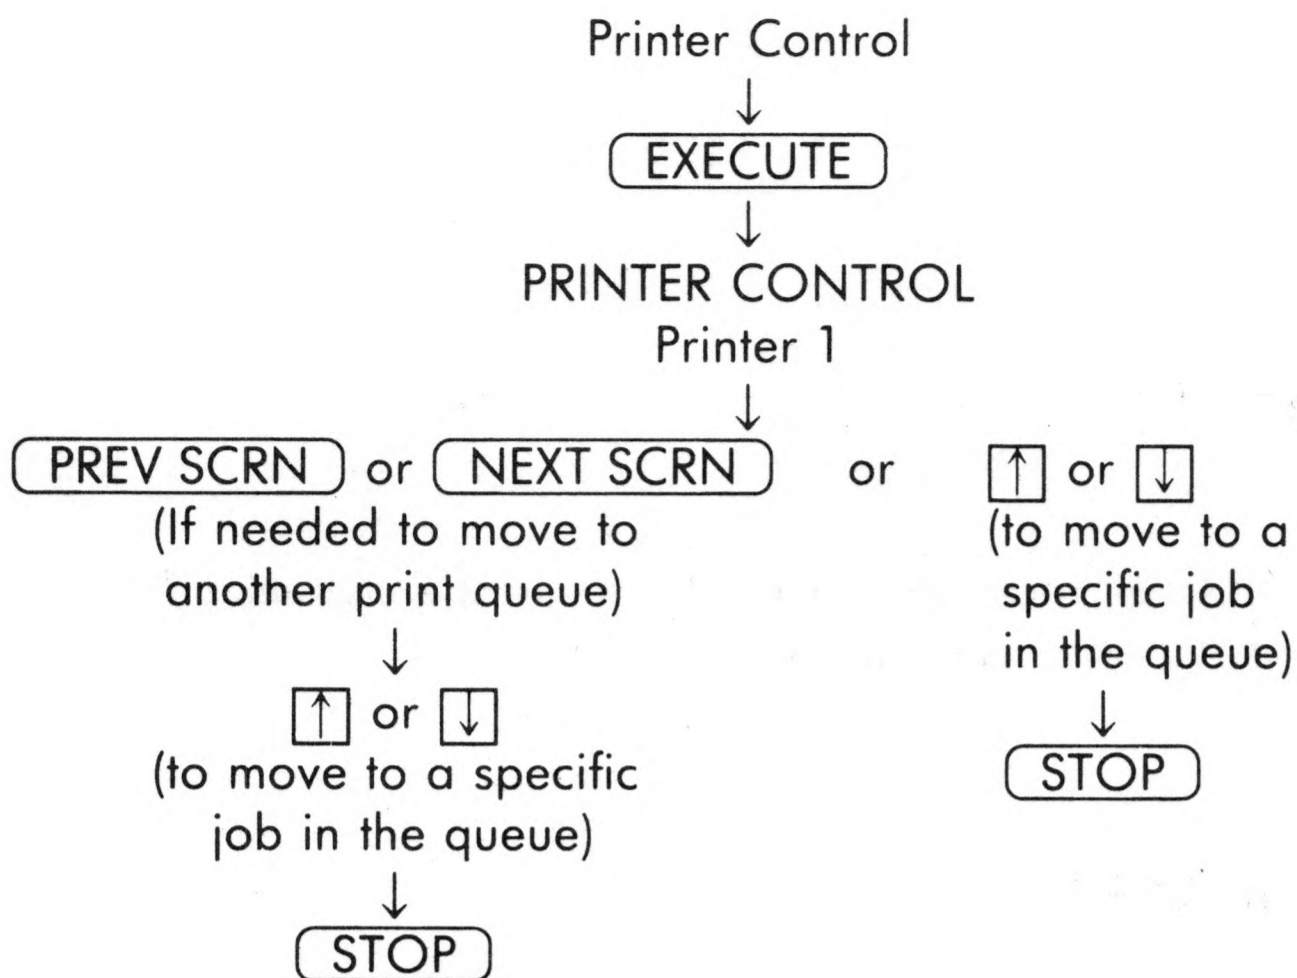 Printer Control
↓
EXECUTE
↓
PRINTER CONTROL
Printer 1
↓
PREV SCRN or NEXT SCRN or ↑ or ↓
(If needed to move to
another print queue)
↓
↑ or ↓
(to move to a specific
job in the queue)
↓
STOP
(to move to a
specific job
in the queue)
↓
STOP